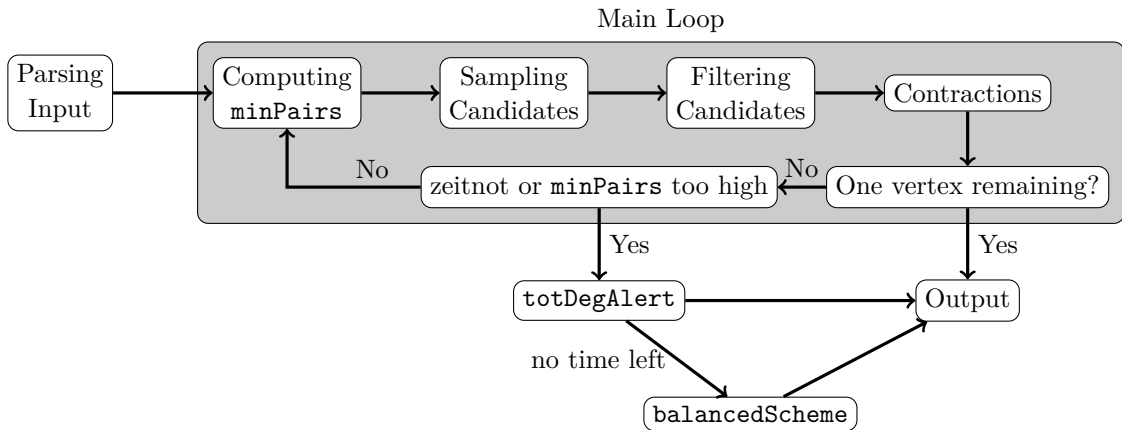 Main Loop
Parsing
Input
Computing
minPairs
Sampling
Candidates
Filtering
Candidates
Contractions
No
zeitnot or minPairs too high
No
One vertex remaining?
Yes
Yes
totDegAlert
Output
no time left
balancedScheme